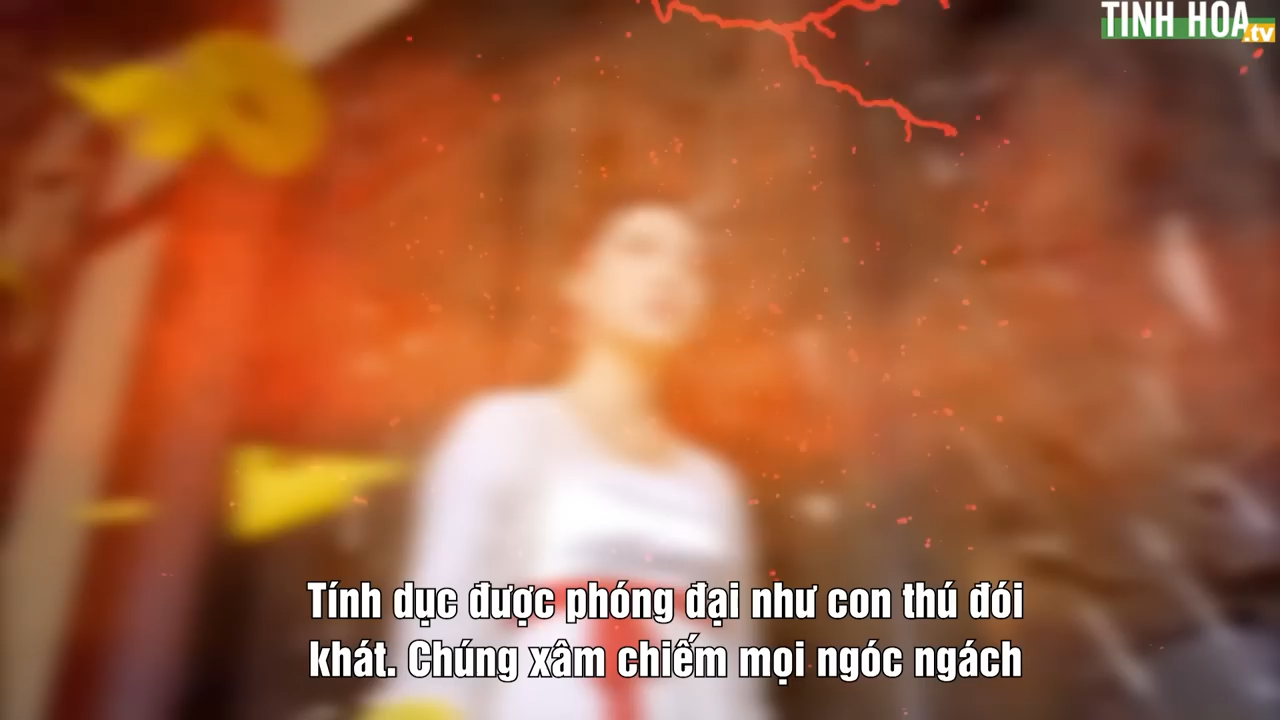 TINH HOA
.tv
Tính dục được phóng đại như con thú đói
khát. Chúng xâm chiếm mọi ngóc ngách